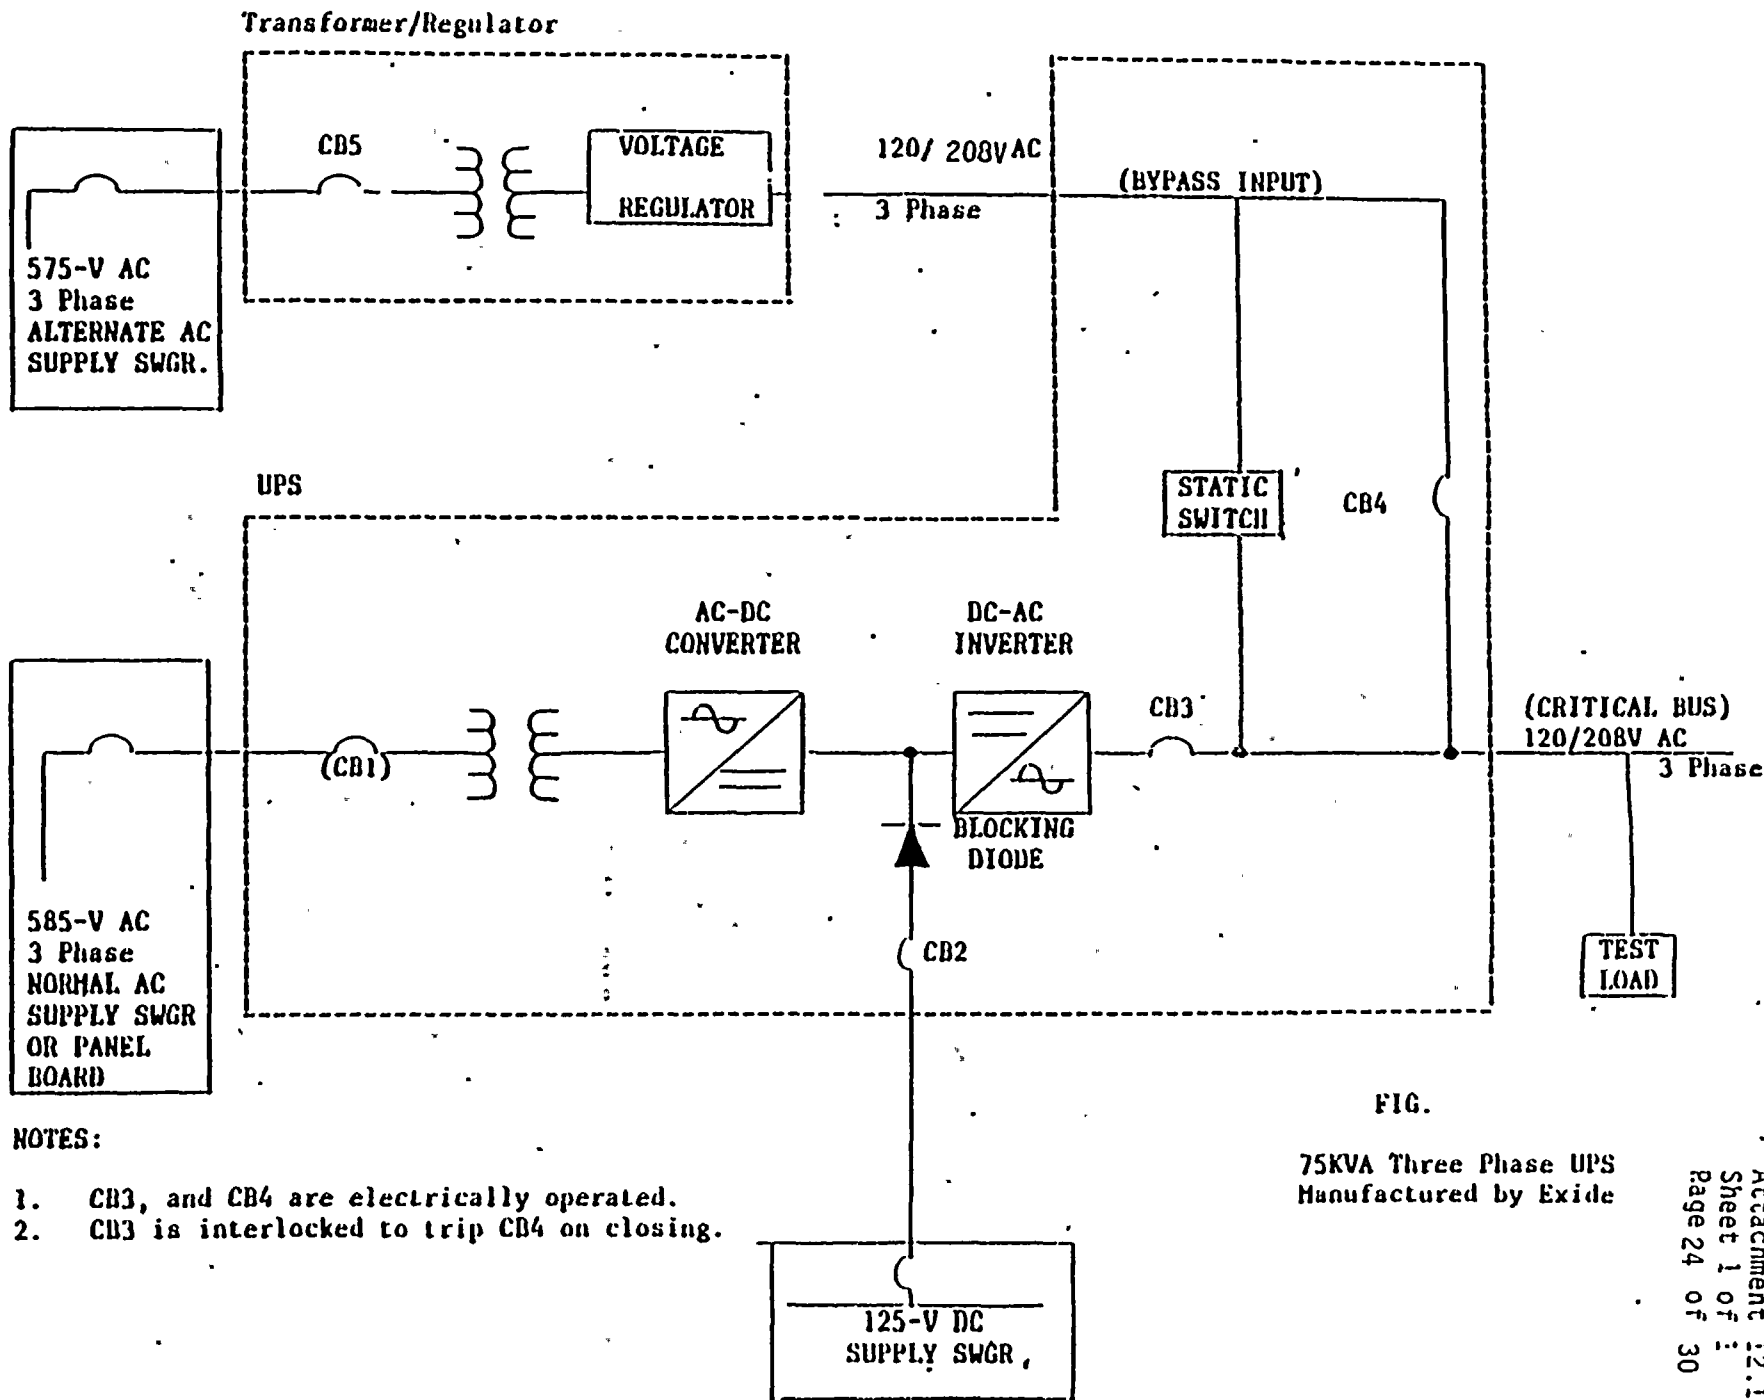 Transformer/Regulator
CB5
VOLTAGE
REGULATOR
120/ 208V AC
3 Phase
(BYPASS INPUT)
575-V AC
3 Phase
ALTERNATE AC
SUPPLY SWGR.
UPS
STATIC
SWITCH
CB4
AC-DC
CONVERTER
DC-AC
INVERTER
CB3
(CRITICAL BUS)
120/208V AC
3 Phase
(CB1)
BLOCKING
DIODE
CB2
TEST
LOAD
585-V AC
3 Phase
NORMAL AC
SUPPLY SWGR
OR PANEL
BOARD
FIG.
75KVA Three Phase UPS
Manufactured by Exide
NOTES:
1. CB3, and CB4 are electrically operated.
2. CB3 is interlocked to trip CB4 on closing.
125-V DC
SUPPLY SWGR
Attachment
Sheet 1 of
Page 24 of 30